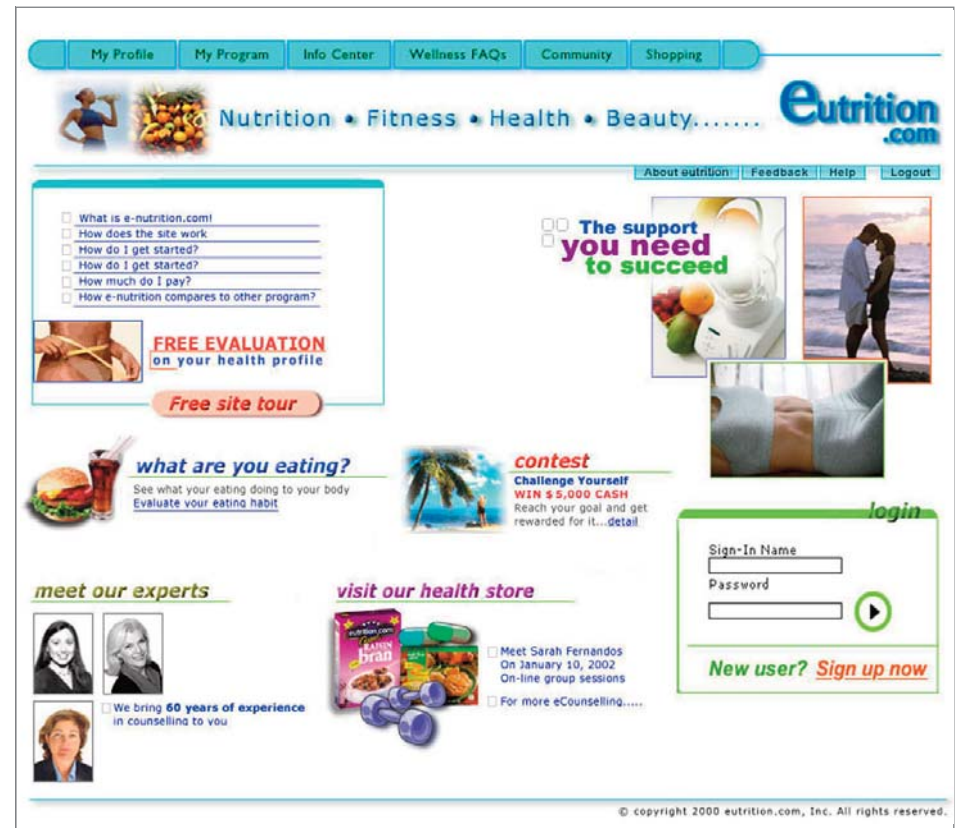 My Profile
My Program
Info Center
Wellness FAQs
Community
Shopping
Nutrition • Fitness • Health • Beauty.......
eutrition
.com
About eutrition
Feedback
Help
Logout
What is e-nutrition.com!
How does the site work
How do I get started?
How do I get started?
How much do I pay?
How e-nutrition compares to other program?
FREE EVALUATION
on your health profile
Free site tour
The support
you need
to succeed
what are you eating?
See what your eating doing to your body
Evaluate your eating habit
contest
Challenge Yourself
WIN $5,000 CASH
Reach your goal and get
rewarded for it...detail
login
Sign-In Name
Password
New user? Sign up now
meet our experts
We bring 60 years of experience
in counselling to you
visit our health store
eutrition.com
RAISIN
bran
Meet Sarah Fernandos
On January 10, 2002
On-line group sessions
For more eCounselling.....
© copyright 2000 eutrition.com, Inc. All rights reserved.